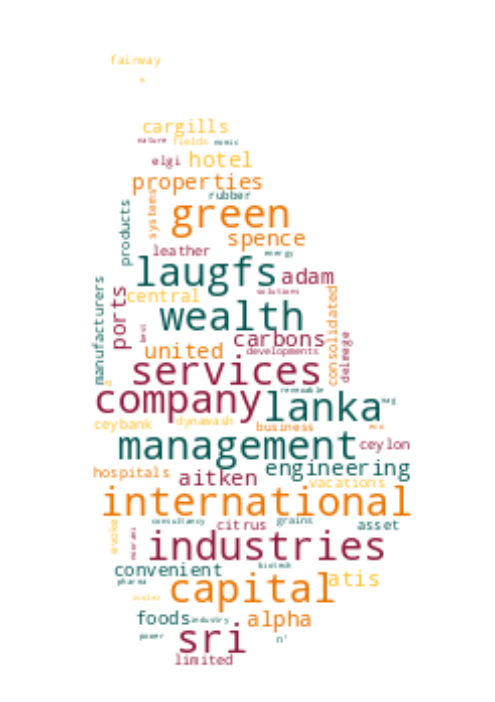 fairway
cargills
nature fields
elgi hotel
properties
rubber
products
systems
green
spence
leather
energy
laugfs adam
solutions
central
manufacturers
ports
wealth
consolidated
best
carbons
delmege
united developments
services
renewable
company lanka
ceybank dynawash business
management ceylon
hospitals aitken engineering
vacations
international
evoke
consultancy citrus grains asset
industries
convenient biotech
pharma capital atis
foods industry alpha
power sri n'
limited